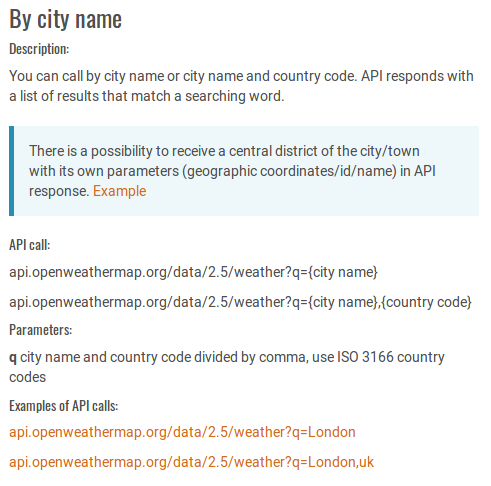 By city name
Description:
You can call by city name or city name and country code. API responds with
a list of results that match a searching word.
There is a possibility to receive a central district of the city/town
with its own parameters (geographic coordinates/id/name) in API
response. Example
API call:
api.openweathermap.org/data/2.5/weather?q={city name}
api.openweathermap.org/data/2.5/weather?q={city name},{country code}
Parameters:
q city name and country code divided by comma, use ISO 3166 country
codes
Examples of API calls:
api.openweathermap.org/data/2.5/weather?q=London
api.openweathermap.org/data/2.5/weather?q=London,uk